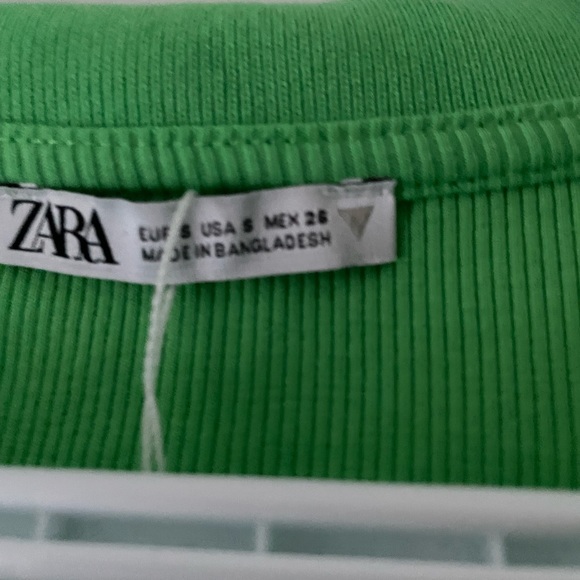 ZARA
EUR S USA S MEX 26
MADE IN BANGLADESH